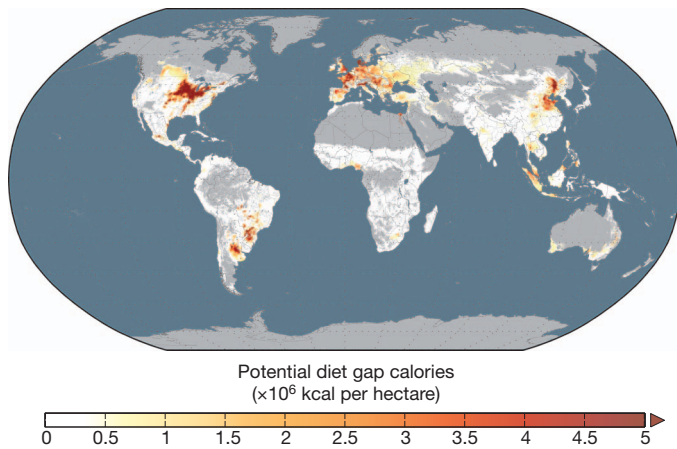 Potential diet gap calories
(×10⁶ kcal per hectare)
0 0.5 1 1.5 2 2.5 3 3.5 4 4.5 5